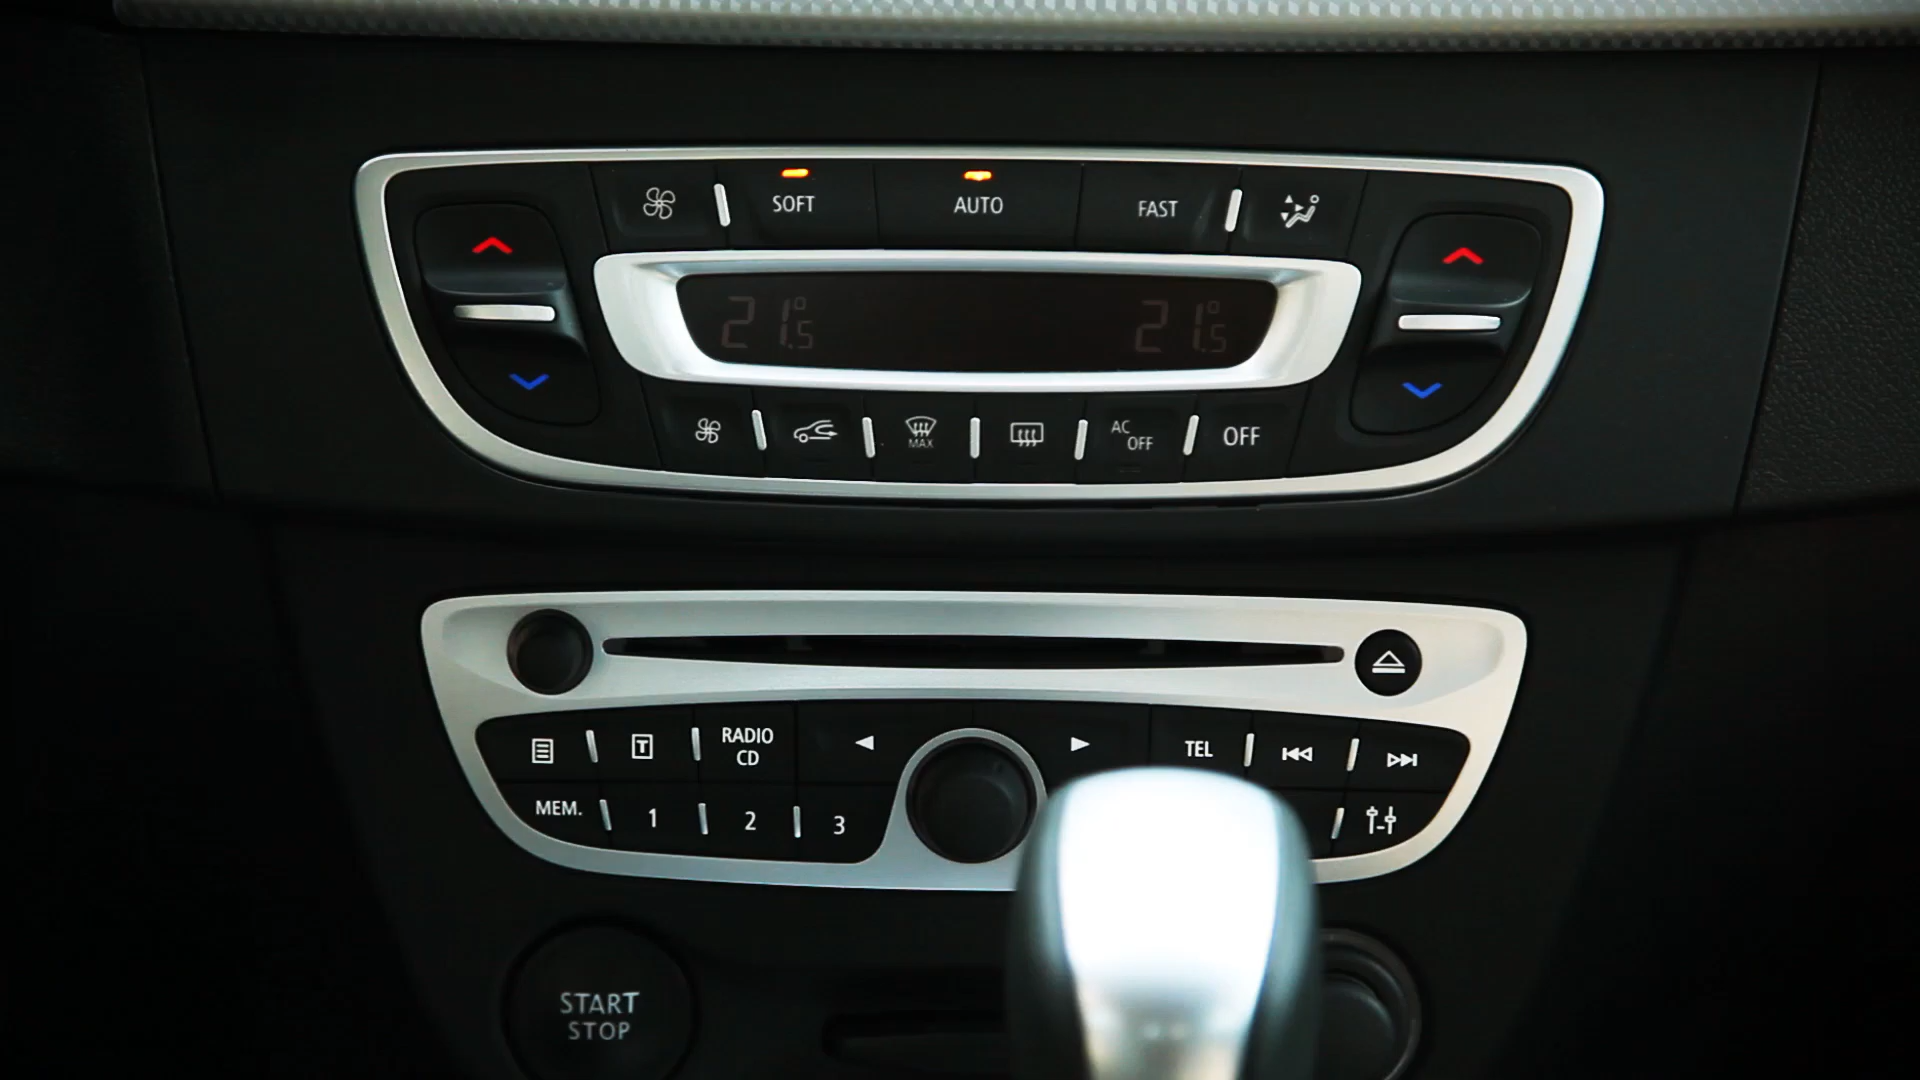 SOFT
AUTO
FAST
21.5°
21.5°
MAX
AC
OFF
OFF
RADIO
CD
TEL
T
MEM.
1
2
3
START
STOP